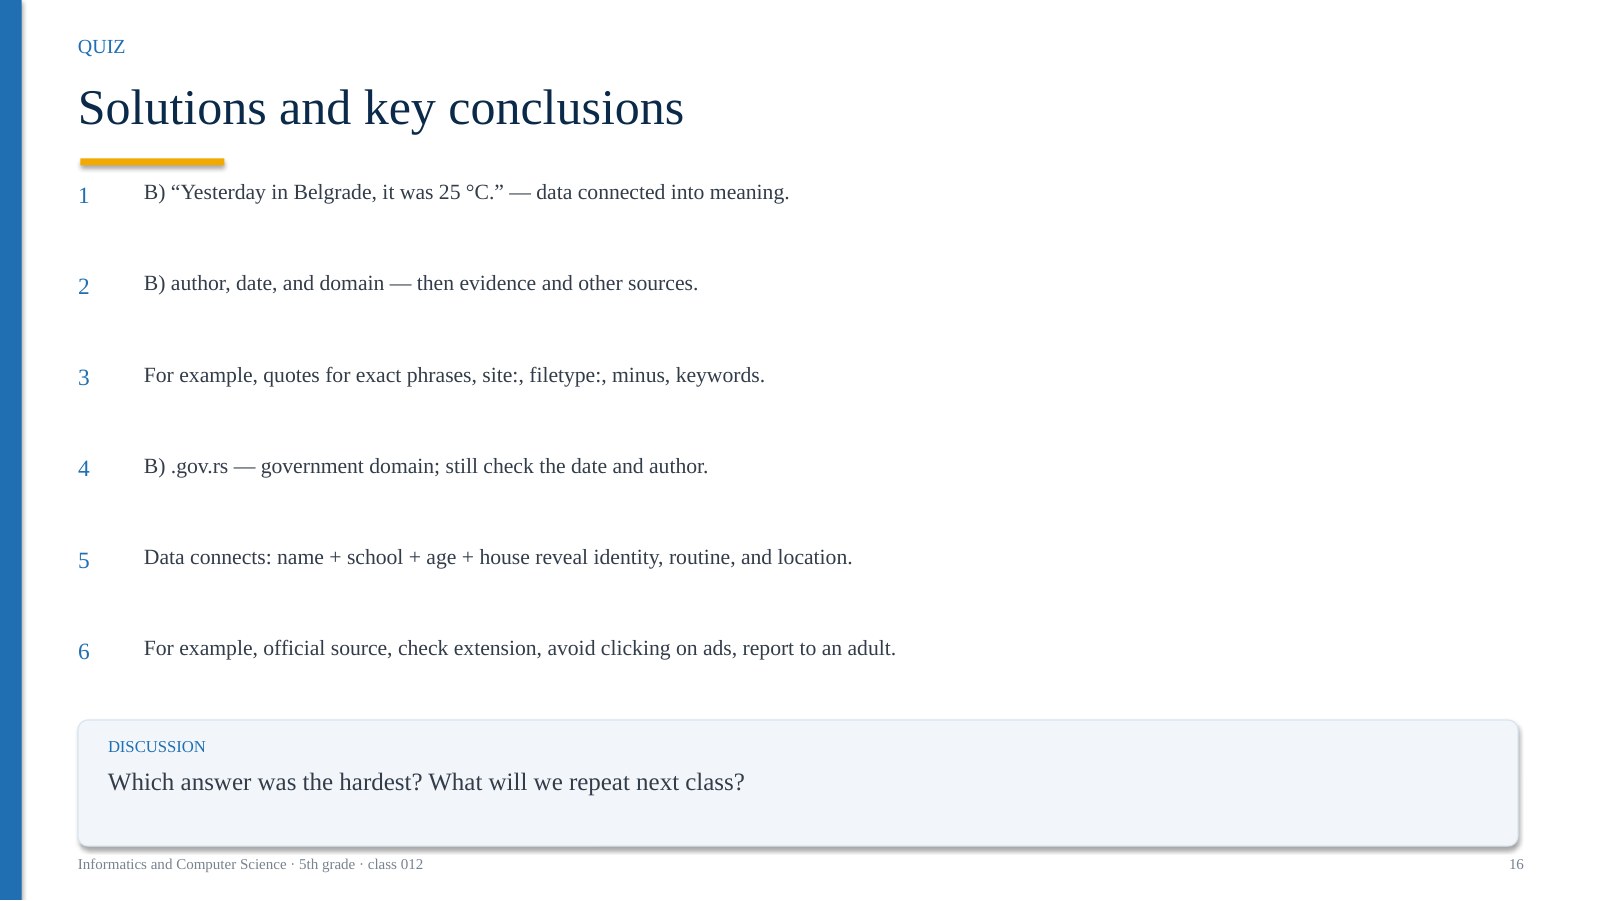 QUIZ
Solutions and key conclusions
1 B) “Yesterday in Belgrade, it was 25 °C.” — data connected into meaning.
2 B) author, date, and domain — then evidence and other sources.
3 For example, quotes for exact phrases, site:, filetype:, minus, keywords.
4 B) .gov.rs — government domain; still check the date and author.
5 Data connects: name + school + age + house reveal identity, routine, and location.
6 For example, official source, check extension, avoid clicking on ads, report to an adult.
DISCUSSION
Which answer was the hardest? What will we repeat next class?
Informatics and Computer Science · 5th grade · class 012
16